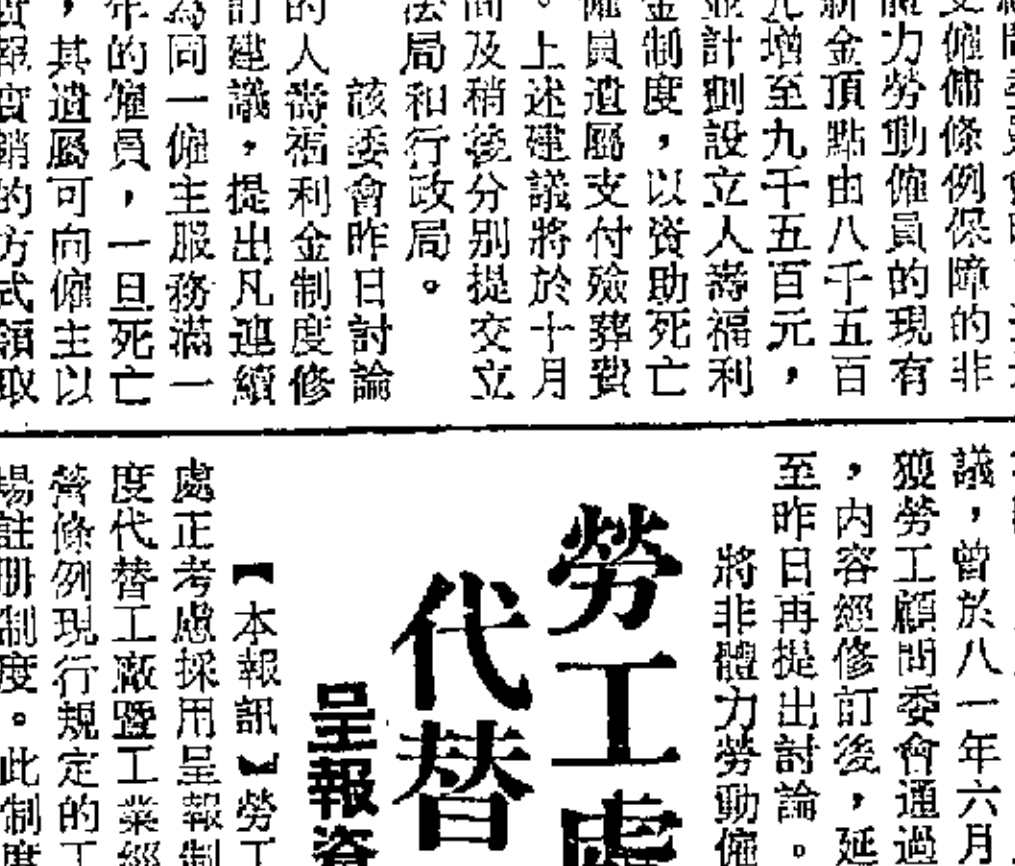 交僱傭條例保障的非
體力勞動僱員的現有
薪金頂點由八千五百
元增至九千五百元，
並計劃設立人壽福利
金制度，以資助死亡
僱員遺屬支付殮葬費
。上述建議將於十月
間及稍後分別提交立
法局和行政局。
該委會昨日討論
的人壽福利金制度修
訂建議，提出凡連續
為同一僱主服務滿一
年的僱員，一旦死亡
，其遺屬可向僱主以
實報實銷的方式領取
議，曾於八一年六月
獲勞工顧問委會通過
，內容經修訂後，延
至昨日再提出討論。
將非體力勞動僱
勞工處
代替
呈報資
【本報訊】勞工
處正考慮採用呈報制
度代替工廠暨工業經
營條例現行規定的工
場註册制度。此制度